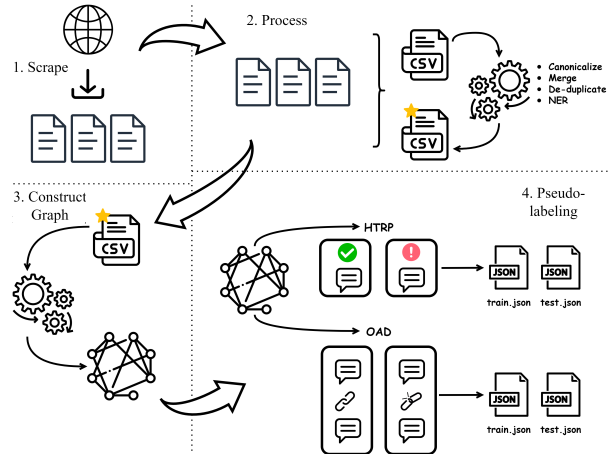 1. Scrape
2. Process
CSV
CSV
• Canonicalize
• Merge
• De-duplicate
• NER
3. Construct
Graph
CSV
4. Pseudo-
labeling
HTRP
JSON
JSON
train.json
test.json
OAD
JSON
JSON
train.json
test.json